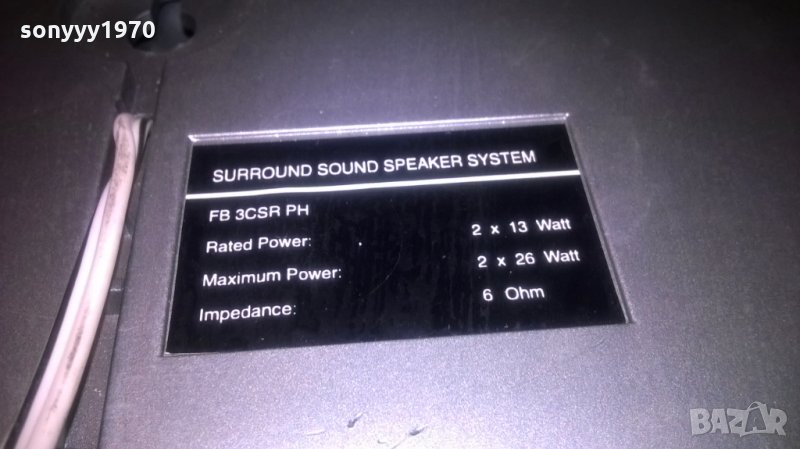 sonyyy1970
SURROUND SOUND SPEAKER SYSTEM
FB 3CSR PH
Rated Power: 2 x 13 Watt
Maximum Power: 2 x 26 Watt
Impedance: 6 Ohm
BAZAR